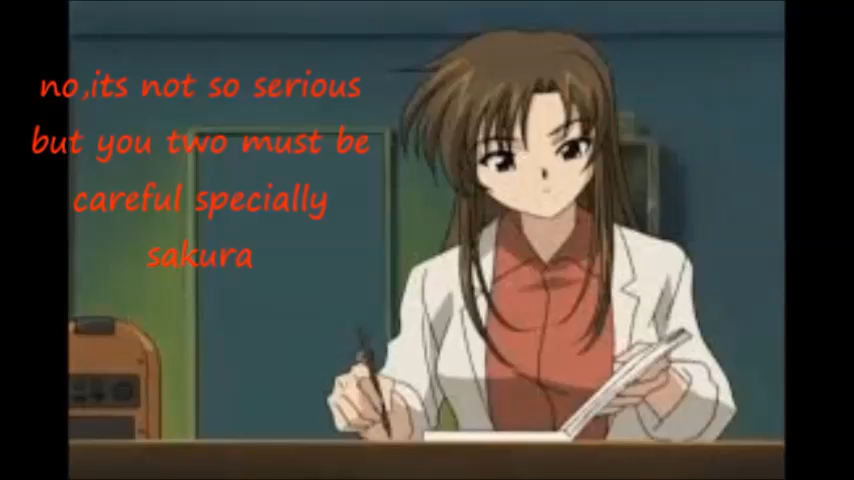 no,its not so serious
but you two must be
careful specially
sakura